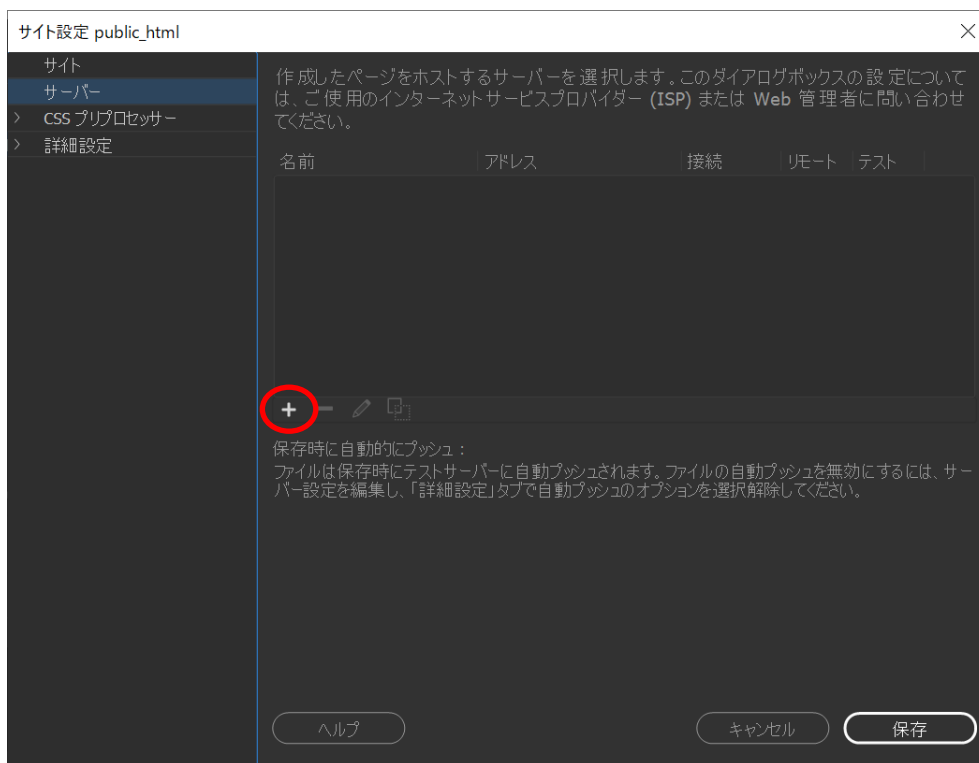 サイト設定 public_html
サイト
サーバー
CSS プリプロセッサー
詳細設定
作成したページをホストするサーバーを選択します。このダイアログボックスの設定について
は、ご使用のインターネットサービスプロバイダー (ISP) または Web 管理者に問い合わせ
てください。
名前 アドレス 接続 リモート テスト
保存時に自動的にプッシュ：
ファイルは保存時にテストサーバーに自動プッシュされます。ファイルの自動プッシュを無効にするには、サー
バー設定を編集し、「詳細設定」タブで自動プッシュのオプションを選択解除してください。
ヘルプ キャンセル 保存